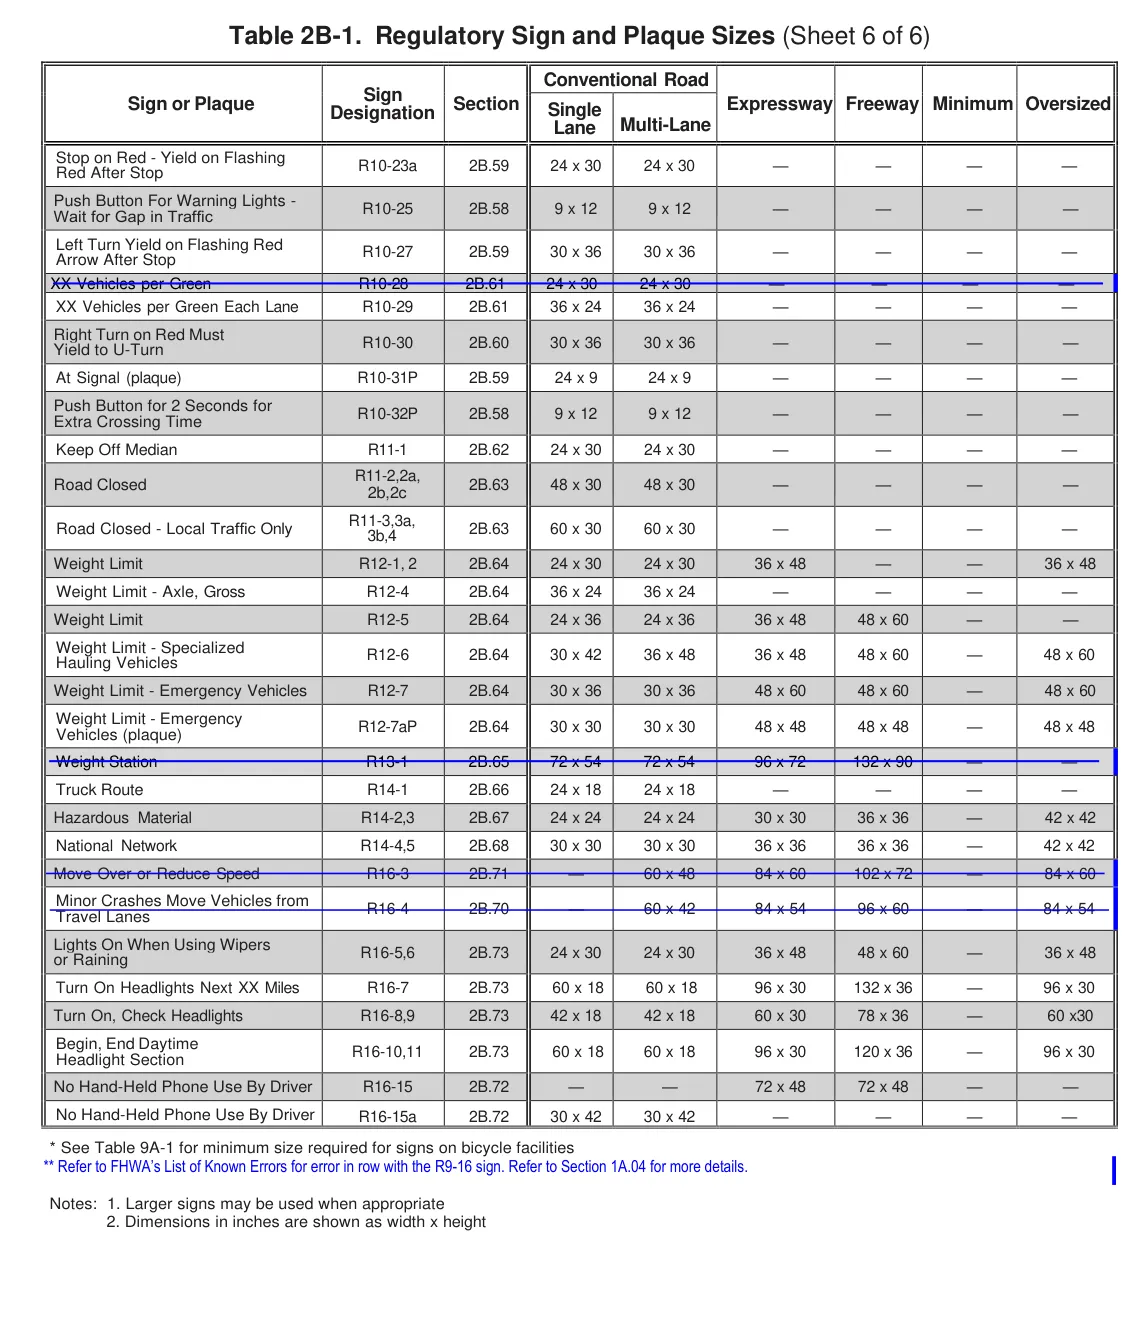 Table 2B-1. Regulatory Sign and Plaque Sizes (Sheet 6 of 6)
Sign or Plaque Sign Designation Section Conventional Road Expressway Freeway Minimum Oversized
Single Lane Multi-Lane
Stop on Red - Yield on Flashing Red After Stop R10-23a 2B.59 24 x 30 24 x 30 — — — —
Push Button For Warning Lights - Wait for Gap in Traffic R10-25 2B.58 9 x 12 9 x 12 — — — —
Left Turn Yield on Flashing Red Arrow After Stop R10-27 2B.59 30 x 36 30 x 36 — — — —
XX Vehicles per Green R10-28 2B.61 24 x 30 24 x 30 — — — —
XX Vehicles per Green Each Lane R10-29 2B.61 36 x 24 36 x 24 — — — —
Right Turn on Red Must Yield to U-Turn R10-30 2B.60 30 x 36 30 x 36 — — — —
At Signal (plaque) R10-31P 2B.59 24 x 9 24 x 9 — — — —
Push Button for 2 Seconds for Extra Crossing Time R10-32P 2B.58 9 x 12 9 x 12 — — — —
Keep Off Median R11-1 2B.62 24 x 30 24 x 30 — — — —
Road Closed R11-2,2a, 2b,2c 2B.63 48 x 30 48 x 30 — — — —
Road Closed - Local Traffic Only R11-3,3a, 3b,4 2B.63 60 x 30 60 x 30 — — — —
Weight Limit R12-1, 2 2B.64 24 x 30 24 x 30 36 x 48 — — 36 x 48
Weight Limit - Axle, Gross R12-4 2B.64 36 x 24 36 x 24 — — — —
Weight Limit R12-5 2B.64 24 x 36 24 x 36 36 x 48 48 x 60 — —
Weight Limit - Specialized Hauling Vehicles R12-6 2B.64 30 x 42 36 x 48 36 x 48 48 x 60 — 48 x 60
Weight Limit - Emergency Vehicles R12-7 2B.64 30 x 36 30 x 36 48 x 60 48 x 60 — 48 x 60
Weight Limit - Emergency Vehicles (plaque) R12-7aP 2B.64 30 x 30 30 x 30 48 x 48 48 x 48 — 48 x 48
Weight Station R13-1 2B.65 72 x 54 72 x 54 96 x 72 132 x 90 — —
Truck Route R14-1 2B.66 24 x 18 24 x 18 — — — —
Hazardous Material R14-2,3 2B.67 24 x 24 24 x 24 30 x 30 36 x 36 — 42 x 42
National Network R14-4,5 2B.68 30 x 30 30 x 30 36 x 36 36 x 36 — 42 x 42
Move Over or Reduce Speed R16-3 2B.71 — 60 x 48 84 x 60 102 x 72 — 84 x 60
Minor Crashes Move Vehicles from Travel Lanes R16-4 2B.70 — 60 x 42 84 x 54 96 x 60 — 84 x 54
Lights On When Using Wipers or Raining R16-5,6 2B.73 24 x 30 24 x 30 36 x 48 48 x 60 — 36 x 48
Turn On Headlights Next XX Miles R16-7 2B.73 60 x 18 60 x 18 96 x 30 132 x 36 — 96 x 30
Turn On, Check Headlights R16-8,9 2B.73 42 x 18 42 x 18 60 x 30 78 x 36 — 60 x30
Begin, End Daytime Headlight Section R16-10,11 2B.73 60 x 18 60 x 18 96 x 30 120 x 36 — 96 x 30
No Hand-Held Phone Use By Driver R16-15 2B.72 — — 72 x 48 72 x 48 — —
No Hand-Held Phone Use By Driver R16-15a 2B.72 30 x 42 30 x 42 — — — —
* See Table 9A-1 for minimum size required for signs on bicycle facilities
** Refer to FHWA's List of Known Errors for error in row with the R9-16 sign. Refer to Section 1A.04 for more details.
Notes: 1. Larger signs may be used when appropriate
2. Dimensions in inches are shown as width x height